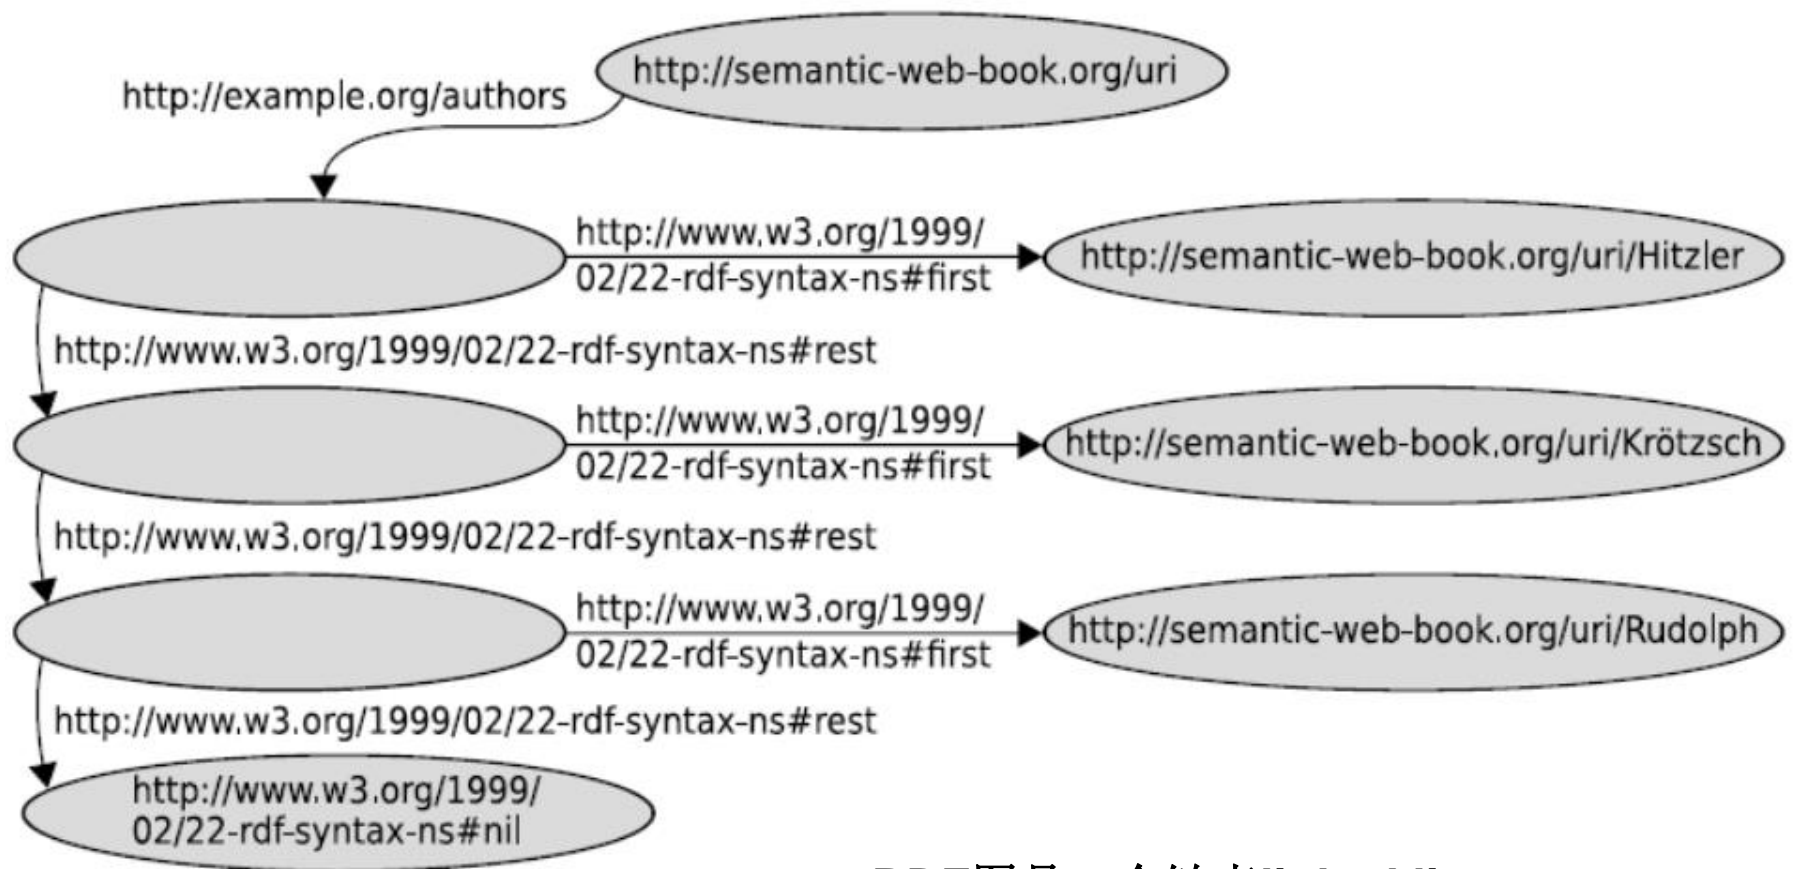 http://semantic-web-book.org/uri
http://example.org/authors
http://www.w3.org/1999/
02/22-rdf-syntax-ns#first
http://semantic-web-book.org/uri/Hitzler
http://www.w3.org/1999/02/22-rdf-syntax-ns#rest
http://www.w3.org/1999/
02/22-rdf-syntax-ns#first
http://semantic-web-book.org/uri/Krötzsch
http://www.w3.org/1999/02/22-rdf-syntax-ns#rest
http://www.w3.org/1999/
02/22-rdf-syntax-ns#first
http://semantic-web-book.org/uri/Rudolph
http://www.w3.org/1999/02/22-rdf-syntax-ns#rest
http://www.w3.org/1999/
02/22-rdf-syntax-ns#nil